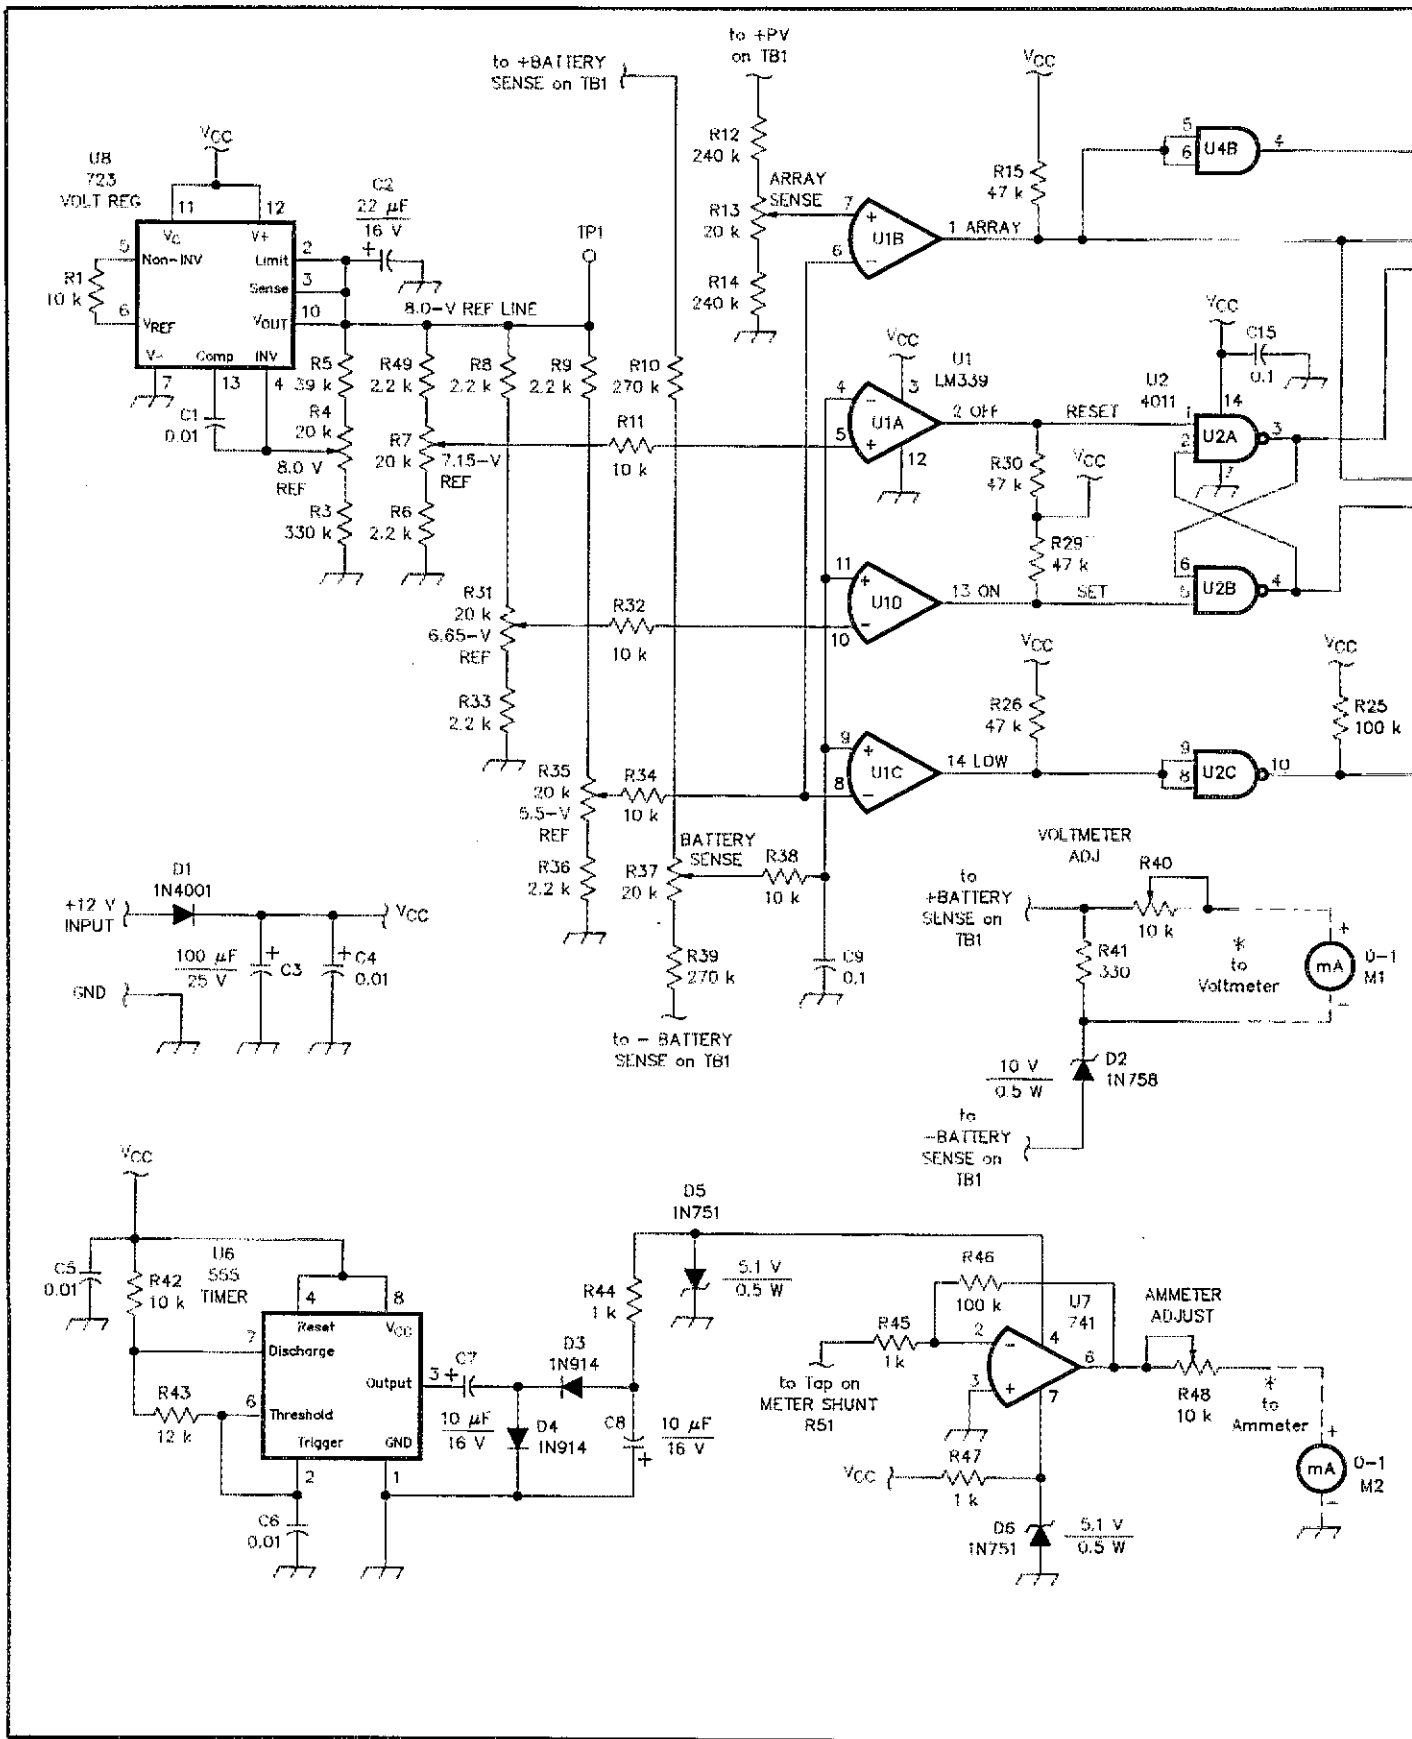 to +PV
on TB1
to +BATTERY
SENSE on TB1
VCC
VCC
U8
723
VOLT REG
C2
22 µF
16 V
11
12
VC
V+
5
Non-INV
Limit
2
R1
10 k
Sense
3
6
VREF
VOUT
10
V-
Comp
INV
7
13
4
C1
0.01
TP1
8.0-V REF LINE
R5
39 k
R4
20 k
8.0 V
REF
R3
330 k
R49
2.2 k
R7
20 k
7.15-V
REF
R6
2.2 k
R8
2.2 k
R9
2.2 k
R10
270 k
R11
10 k
R12
240 k
ARRAY
SENSE
R13
20 k
R14
240 k
7
+
U1B
6
−
1 ARRAY
R15
47 k
5
6
U4B
4
VCC
U1
LM339
4
−
3
U1A
5
+
12
2 OFF
RESET
R30
47 k
VCC
R29
47 k
VCC
C15
0.1
U2
4011
14
1
2
U2A
3
7
R31
20 k
6.65-V
REF
R32
10 k
R33
2.2 k
11
+
U1D
10
−
13 ON
SET
6
5
U2B
4
VCC
R26
47 k
VCC
R25
100 k
R35
20 k
5.5-V
REF
R34
10 k
R36
2.2 k
9
+
U1C
8
−
14 LOW
9
8
U2C
10
BATTERY
SENSE
R37
20 k
R38
10 k
R39
270 k
C9
0.1
to − BATTERY
SENSE on TB1
D1
1N4001
+12 V
INPUT
VCC
100 µF
25 V
+
C3
+
C4
0.01
GND
VOLTMETER
ADJ
R40
10 k
to
+BATTERY
SENSE on
TB1
R41
330
*
to
Voltmeter
+
mA
−
0-1
M1
10 V
0.5 W
D2
1N758
to
-BATTERY
SENSE on
TB1
VCC
C5
0.01
R42
10 k
U6
555
TIMER
4
8
Reset
VCC
7
Discharge
Output
3
R43
12 k
6
Threshold
Trigger
GND
2
1
C6
0.01
+
C7
10 µF
16 V
D3
1N914
D4
1N914
R44
1 k
C8
10 µF
16 V
+
D5
1N751
5.1 V
0.5 W
R45
1 k
to Tap on
METER SHUNT
R51
R46
100 k
U7
741
2
−
4
3
+
6
7
VCC
R47
1 k
D6
1N751
5.1 V
0.5 W
AMMETER
ADJUST
R48
10 k
*
to
Ammeter
+
mA
−
0-1
M2